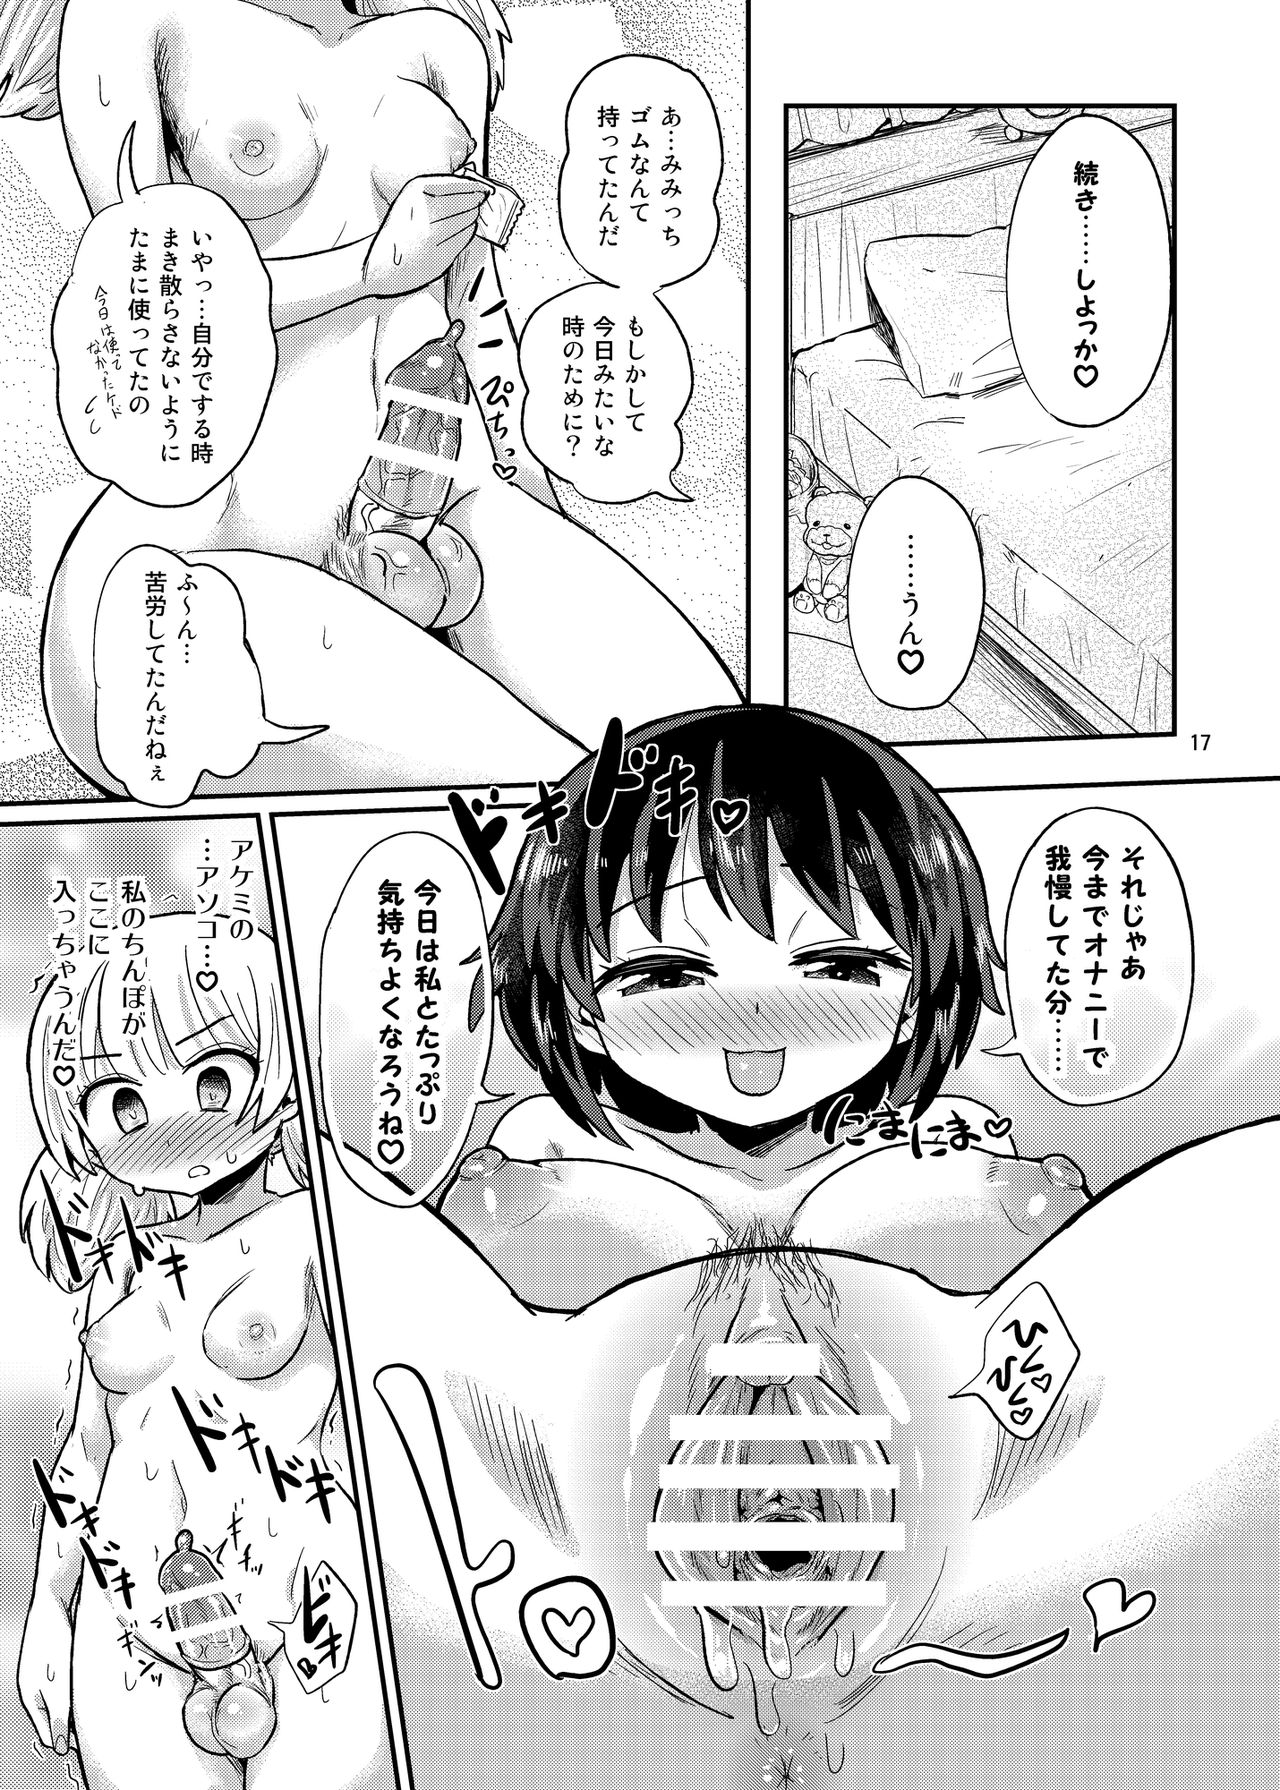 続き……しよっか♡
……うん♡
あ…みみっち
ゴムなんて
持ってたんだ
もしかして
今日みたいな
時のために？
ぴちっ♡
いやっ…自分でする時
まき散らさないように
たまに使ってたの
今日は使って
なかったケド
ふ～ん…
苦労してたんだねぇ
17
それじゃあ
今までオナニーで
我慢してた分……
ドキドキ♡
今日は私とたっぷり
気持ちよくなろうね♡
にまにま♡
ひくひく♡
トロ～♡
アケミの
…アソコ…♡
私のちんぽが
ここに
入っちゃうんだ♡
ドキドキ
ドキドキ
ドキドキ
ギッギッ
ギンッ
ビキ